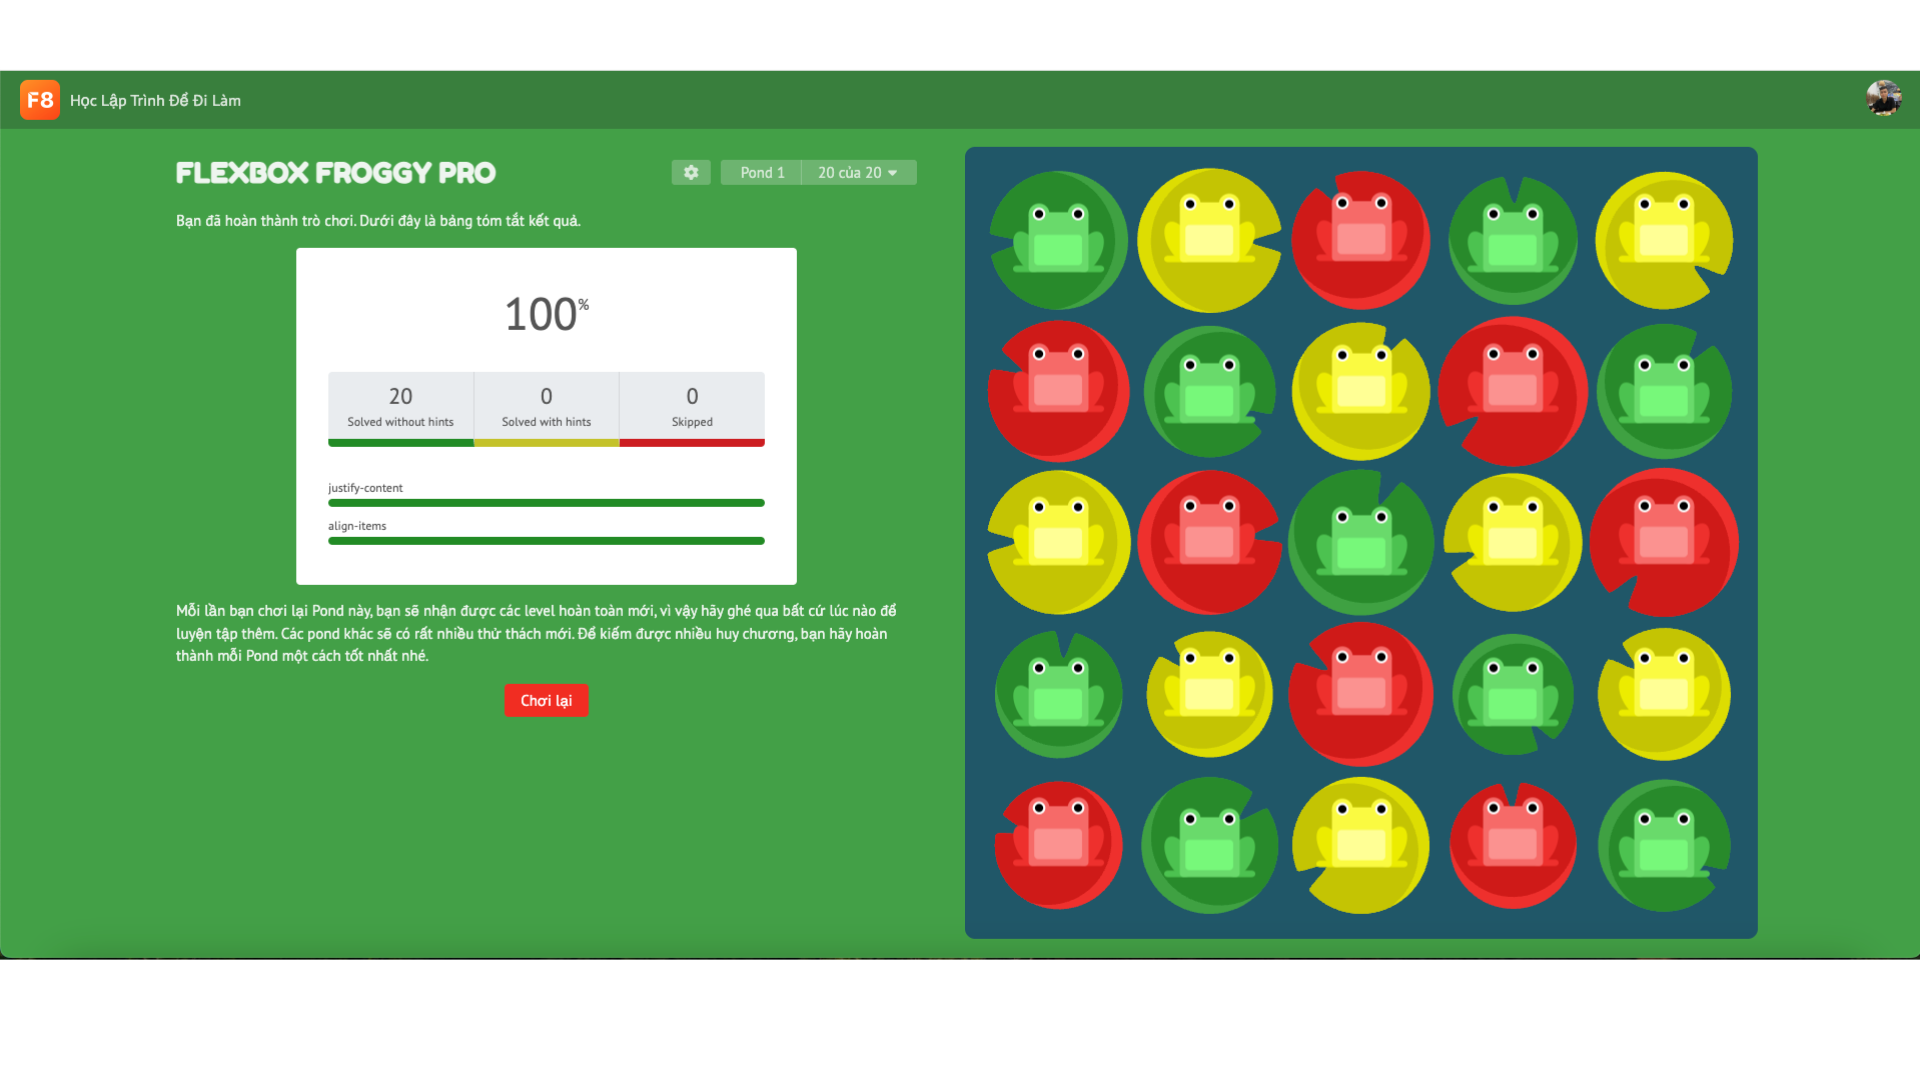 F8 Học Lập Trình Để Đi Làm
FLEXBOX FROGGY PRO
Pond 1
20 của 20
Bạn đã hoàn thành trò chơi. Dưới đây là bảng tóm tắt kết quả.
100%
20
Solved without hints
0
Solved with hints
0
Skipped
justify-content
align-items
Mỗi lần bạn chơi lại Pond này, bạn sẽ nhận được các level hoàn toàn mới, vì vậy hãy ghé qua bất cứ lúc nào để
luyện tập thêm. Các pond khác sẽ có rất nhiều thử thách mới. Để kiếm được nhiều huy chương, bạn hãy hoàn
thành mỗi Pond một cách tốt nhất nhé.
Chơi lại